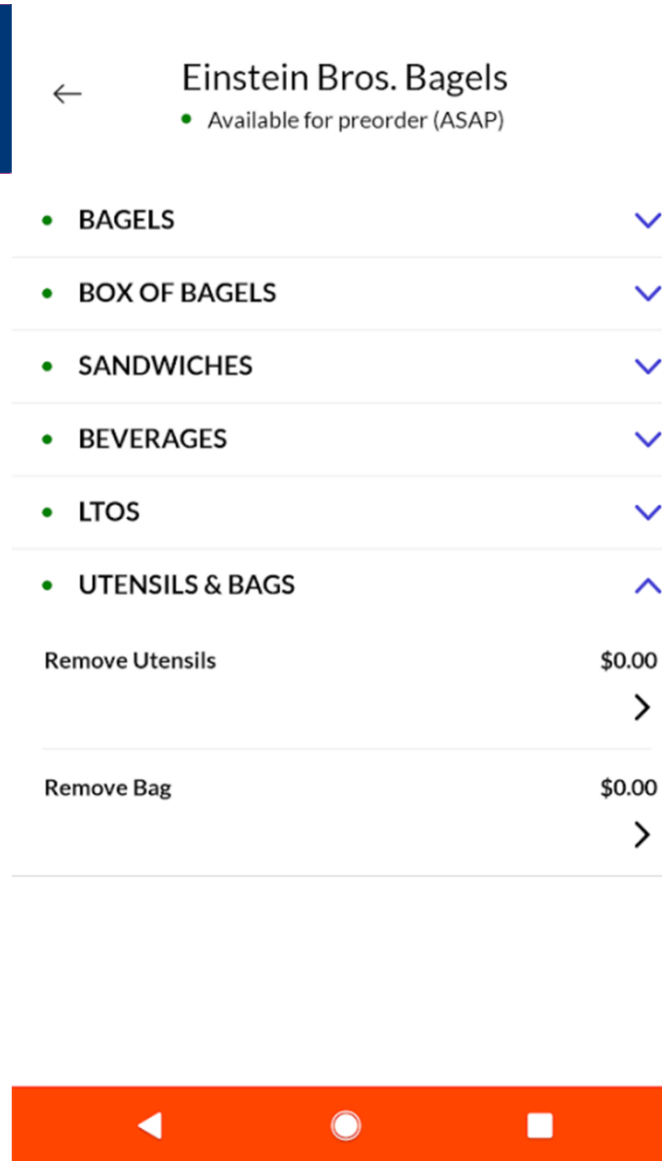 Einstein Bros. Bagels
Available for preorder (ASAP)
BAGELS
BOX OF BAGELS
SANDWICHES
BEVERAGES
LTOS
UTENSILS & BAGS
Remove Utensils $0.00
Remove Bag $0.00